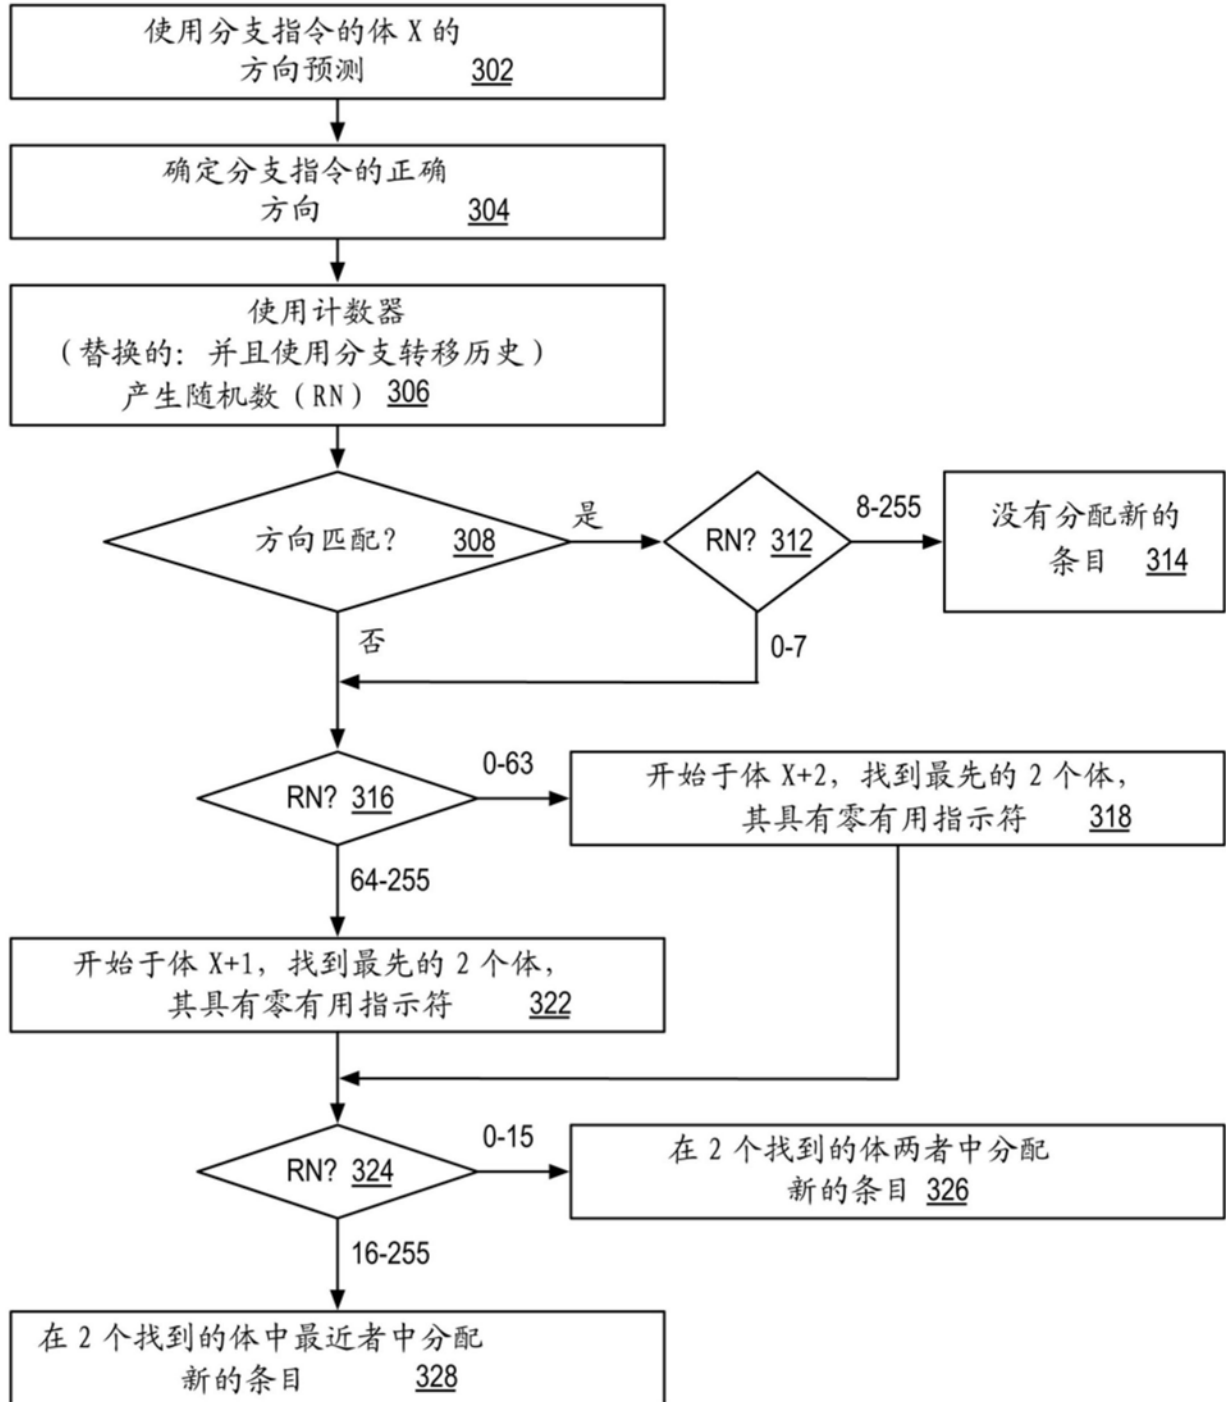 使用分支指令的体 X 的
方向预测 302
确定分支指令的正确
方向 304
使用计数器
（替换的：并且使用分支转移历史）
产生随机数（RN） 306
方向匹配？ 308
是
RN? 312
8-255
没有分配新的
条目 314
否
0-7
RN? 316
0-63
开始于体 X+2，找到最先的 2 个体，
其具有零有用指示符 318
64-255
开始于体 X+1，找到最先的 2 个体，
其具有零有用指示符 322
RN? 324
0-15
在 2 个找到的体两者中分配
新的条目 326
16-255
在 2 个找到的体中最近者中分配
新的条目 328